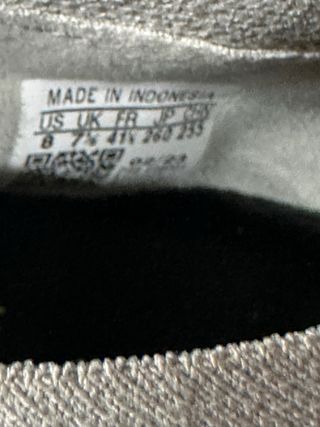 MADE IN INDONESIA
US UK FR JP CHN
8 7½ 41⅓ 260 255